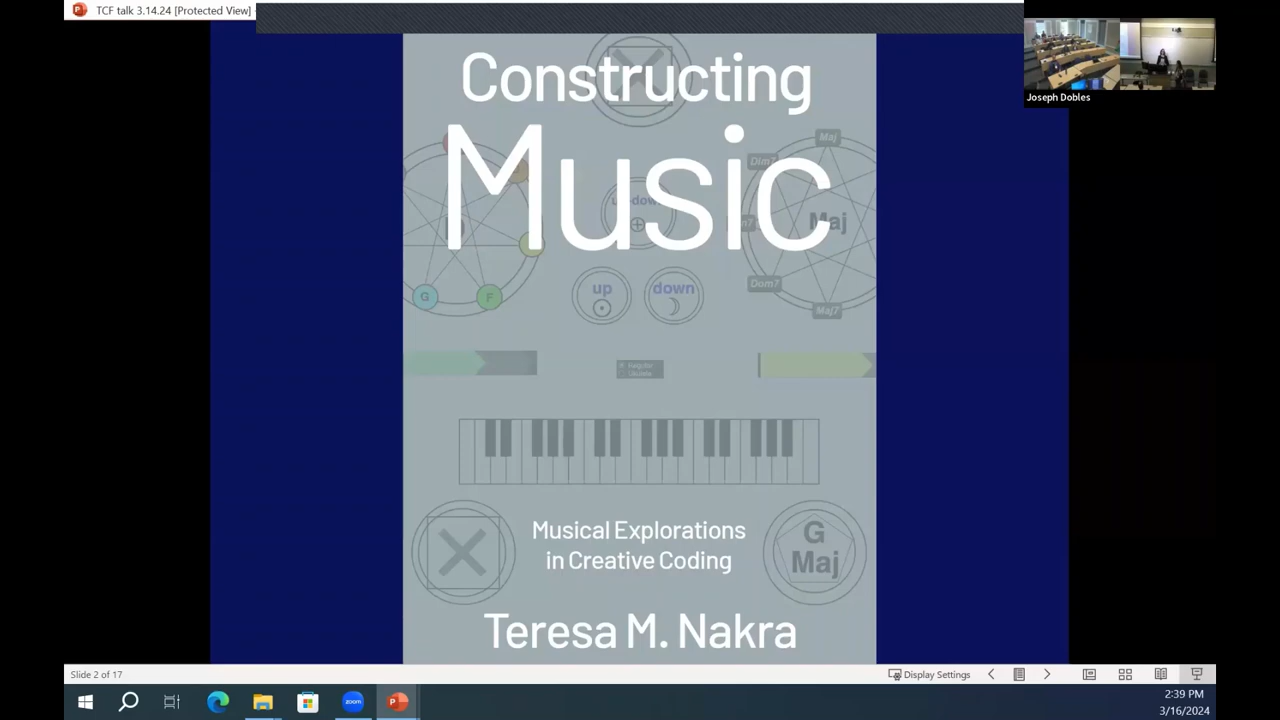 TCF talk 3.14.24 [Protected View]
Joseph Dobles
Constructing
Music
Maj
Dim7
Maj
Dom7
Maj7
up
down
G
F
Musical Explorations
in Creative Coding
G
Maj
Teresa M. Nakra
Slide 2 of 17
Display Settings
zoom
2:39 PM
3/16/2024